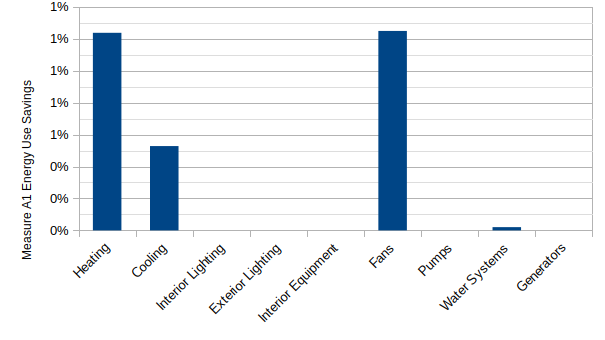 1%
1%
1%
1%
1%
0%
0%
0%
Measure A1 Energy Use Savings
Heating
Cooling
Interior Lighting
Exterior Lighting
Interior Equipment
Fans
Pumps
Water Systems
Generators